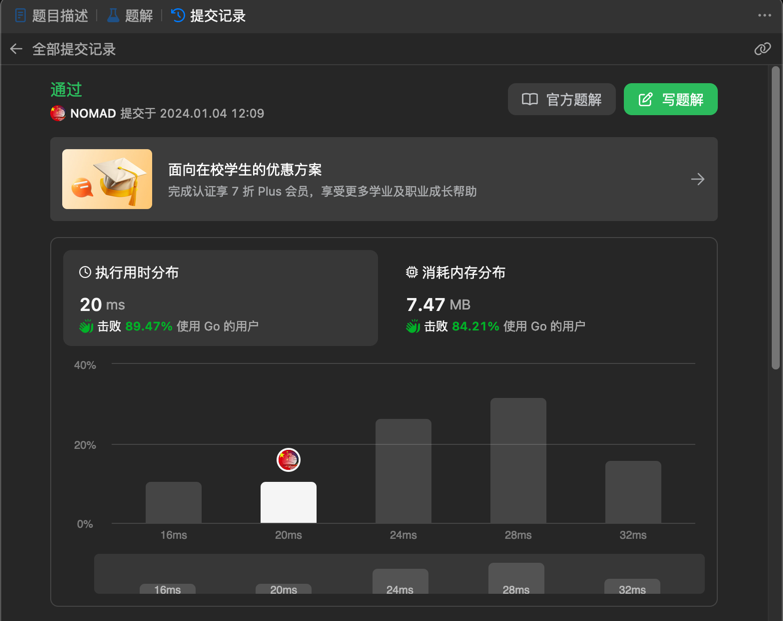 题目描述 题解 提交记录
全部提交记录
通过
NOMAD 提交于 2024.01.04 12:09
官方题解 写题解
面向在校学生的优惠方案
完成认证享 7 折 Plus 会员，享受更多学业及职业成长帮助
执行用时分布
20 ms
击败 89.47% 使用 Go 的用户
消耗内存分布
7.47 MB
击败 84.21% 使用 Go 的用户
40%
20%
0%
16ms 20ms 24ms 28ms 32ms
16ms 20ms 24ms 28ms 32ms